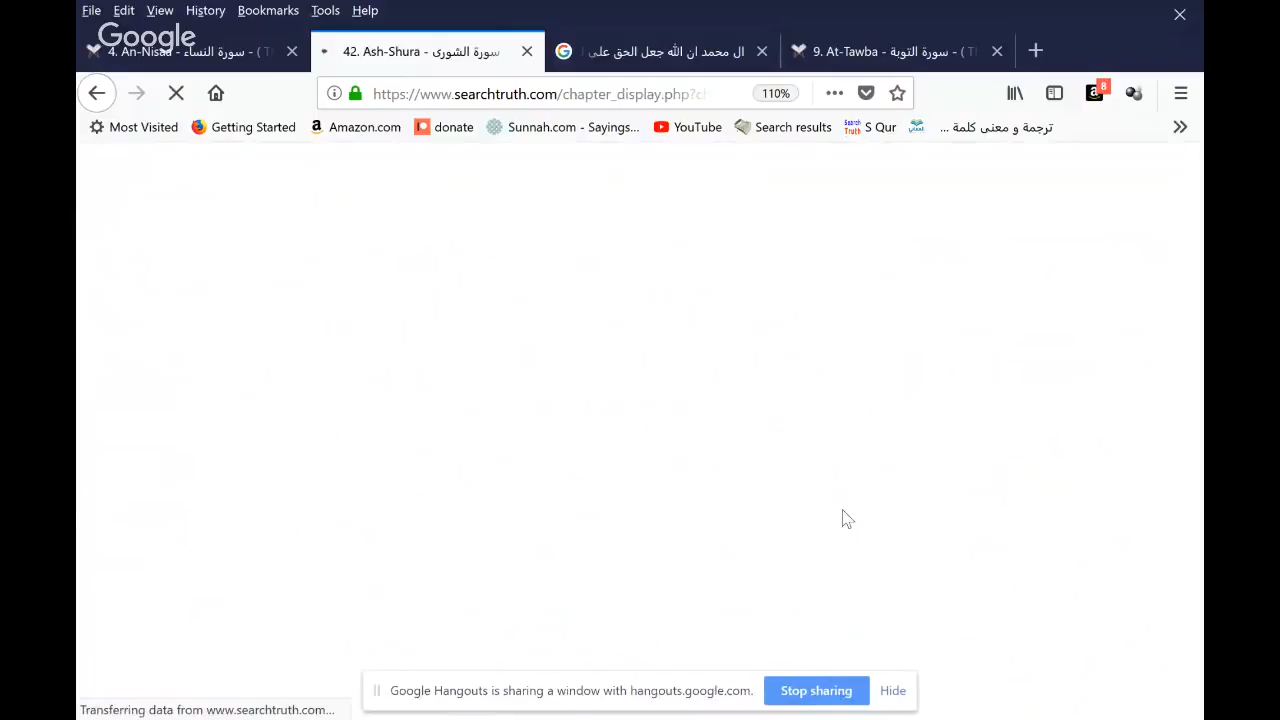 File Edit View History Bookmarks Tools Help
Google
4. An-Nisaa - سورة النساء - ( T
42. Ash-Shura - سورة الشورى
ال محمد ان الله جعل الحق على ا
9. At-Tawba - سورة التوبة - ( T
https://www.searchtruth.com/chapter_display.php?ch
110%
8
Most Visited Getting Started Amazon.com donate Sunnah.com - Sayings... YouTube Search results S Qur ترجمة و معنى كلمة ...
Google Hangouts is sharing a window with hangouts.google.com. Stop sharing Hide
Transferring data from www.searchtruth.com...